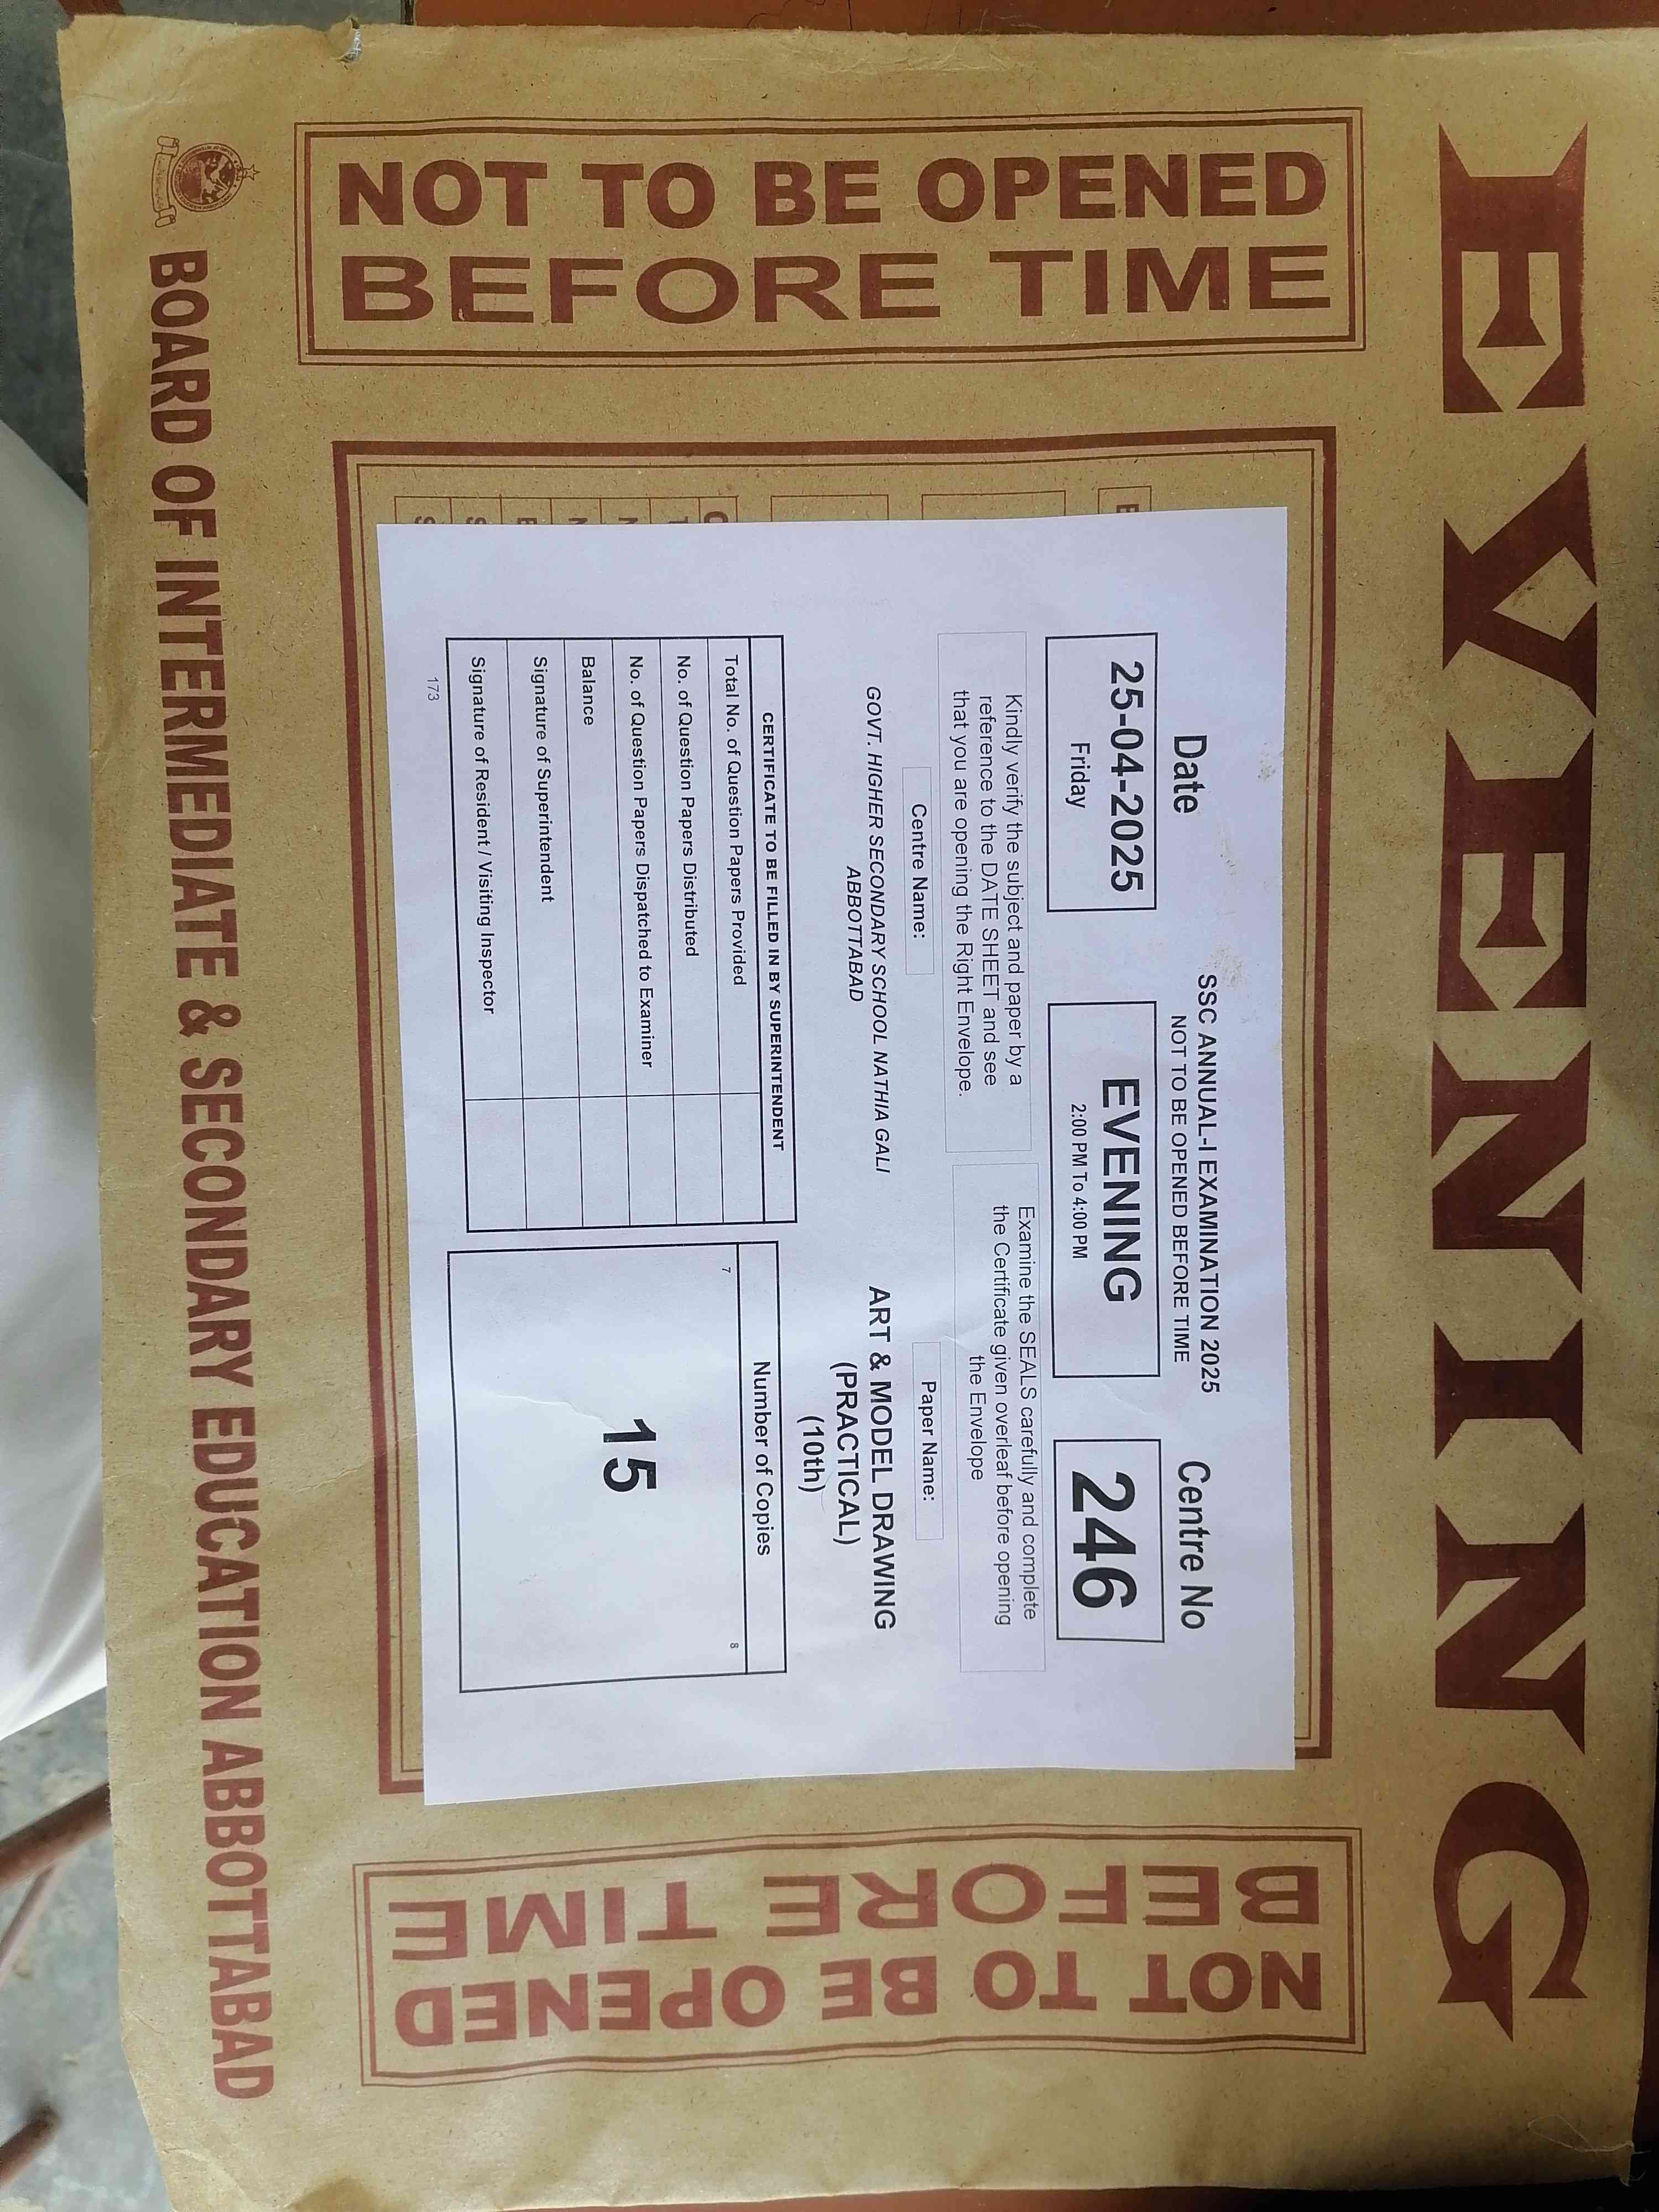 EVENING
NOT TO BE OPENED
BEFORE TIME
Date
25-04-2025
Friday
SSC ANNUAL-I EXAMINATION 2025
NOT TO BE OPENED BEFORE TIME
EVENING
2:00 PM To 4:00 PM
Centre No
246
Kindly verify the subject and paper by a
reference to the DATE SHEET and see
that you are opening the Right Envelope.
Examine the SEALS carefully and complete
the Certificate given overleaf before opening
the Envelope
Centre Name:
GOVT. HIGHER SECONDARY SCHOOL NATHIA GALI
ABBOTTABAD
Paper Name:
ART & MODEL DRAWING
(PRACTICAL)
(10th)
CERTIFICATE TO BE FILLED IN BY SUPERINTENDENT
Total No. of Question Papers Provided
No. of Question Papers Distributed
No. of Question Papers Dispatched to Examiner
Balance
Signature of Superintendent
Signature of Resident / Visiting Inspector
173
Number of Copies
7
8
15
NOT TO BE OPENED
BEFORE TIME
BOARD OF INTERMEDIATE & SECONDARY EDUCATION ABBOTTABAD